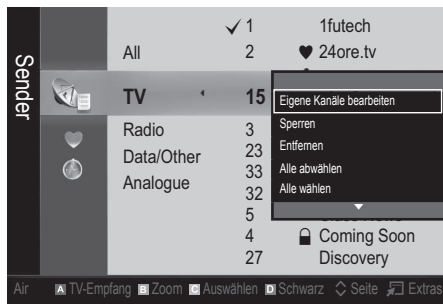 Sender
1 1futech
All 2 24ore.tv
TV 15
Radio 3
Data/Other 23
Analogue 33
32
5
4 Coming Soon
27 Discovery
Eigene Kanäle bearbeiten
Sperren
Entfernen
Alle abwählen
Alle wählen
Air A TV-Empfang B Zoom C Auswählen D Schwarz Seite Extras